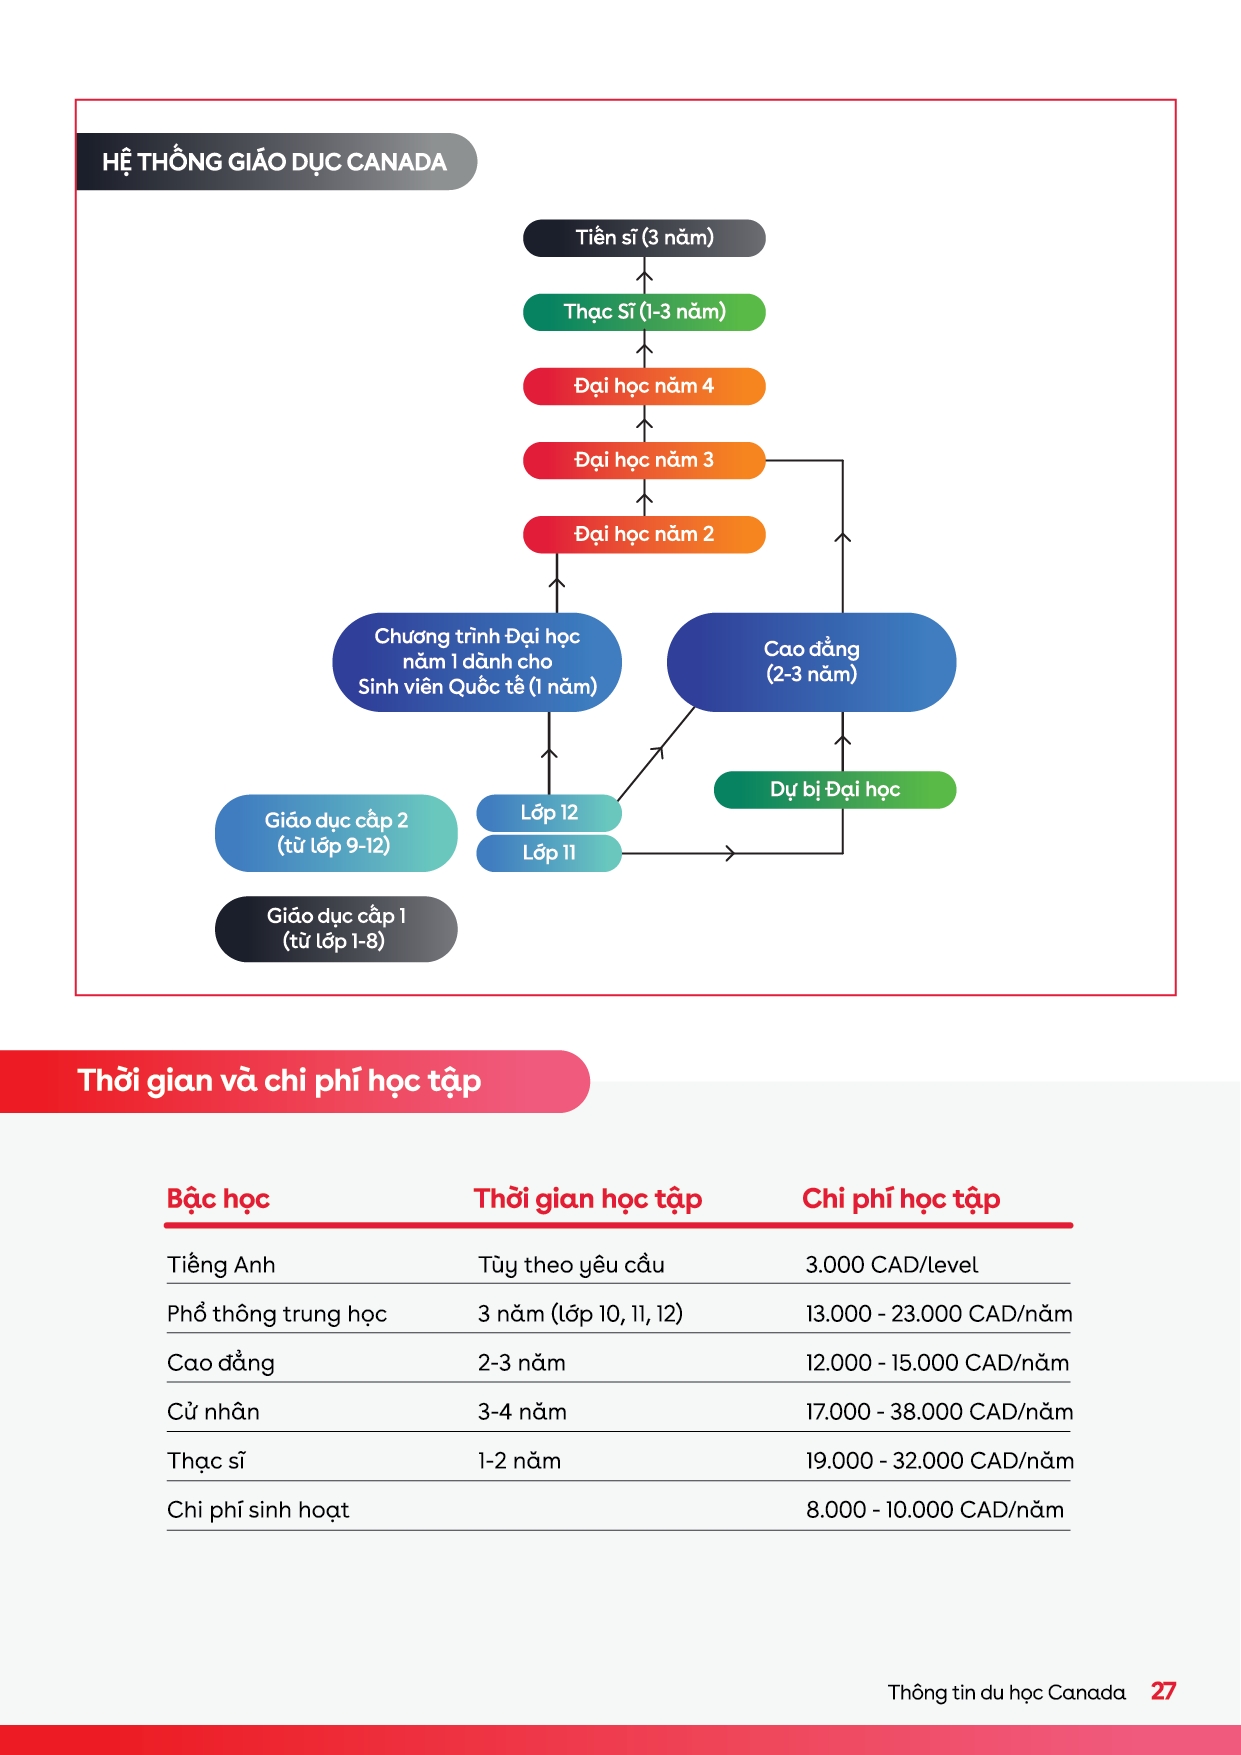 HỆ THỐNG GIÁO DỤC CANADA
Tiến sĩ (3 năm)
Thạc Sĩ (1-3 năm)
Đại học năm 4
Đại học năm 3
Đại học năm 2
Chương trình Đại học
năm 1 dành cho
Sinh viên Quốc tế (1 năm)
Cao đẳng
(2-3 năm)
Dự bị Đại học
Giáo dục cấp 2
(từ lớp 9-12)
Lớp 12
Lớp 11
Giáo dục cấp 1
(từ lớp 1-8)
Thời gian và chi phí học tập
Bậc học Thời gian học tập Chi phí học tập
Tiếng Anh Tùy theo yêu cầu 3.000 CAD/level
Phổ thông trung học 3 năm (lớp 10, 11, 12) 13.000 - 23.000 CAD/năm
Cao đẳng 2-3 năm 12.000 - 15.000 CAD/năm
Cử nhân 3-4 năm 17.000 - 38.000 CAD/năm
Thạc sĩ 1-2 năm 19.000 - 32.000 CAD/năm
Chi phí sinh hoạt 8.000 - 10.000 CAD/năm
Thông tin du học Canada 27